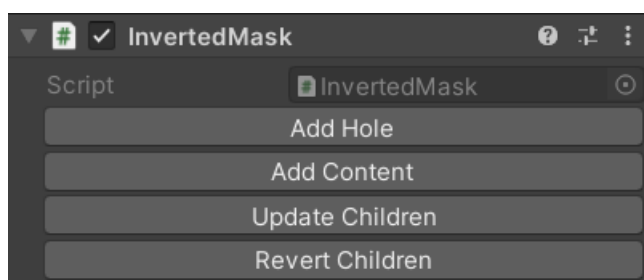 InvertedMask
Script InvertedMask
Add Hole
Add Content
Update Children
Revert Children